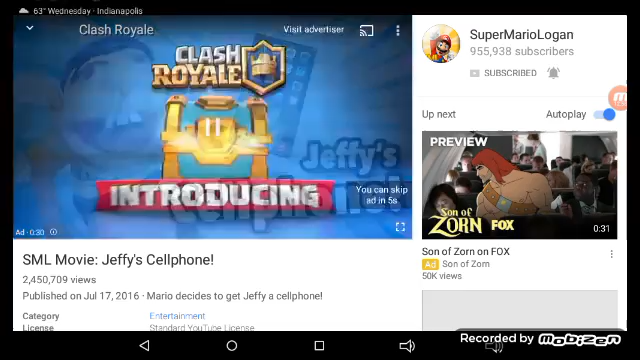 63° Wednesday · Indianapolis
Clash Royale
Visit advertiser
CLASH
ROYALE
Jeffy's
Cellphone!
INTRODUCING
You can skip
ad in 5s
Ad · 0:30
SML Movie: Jeffy's Cellphone!
2,450,709 views
Published on Jul 17, 2016 · Mario decides to get Jeffy a cellphone!
Category
Entertainment
License
Standard YouTube License
SuperMarioLogan
955,938 subscribers
SUBSCRIBED
Up next
Autoplay
PREVIEW
Son of
ZORN
FOX
0:31
Son of Zorn on FOX
Ad Son of Zorn
50K views
Recorded by Mobizen